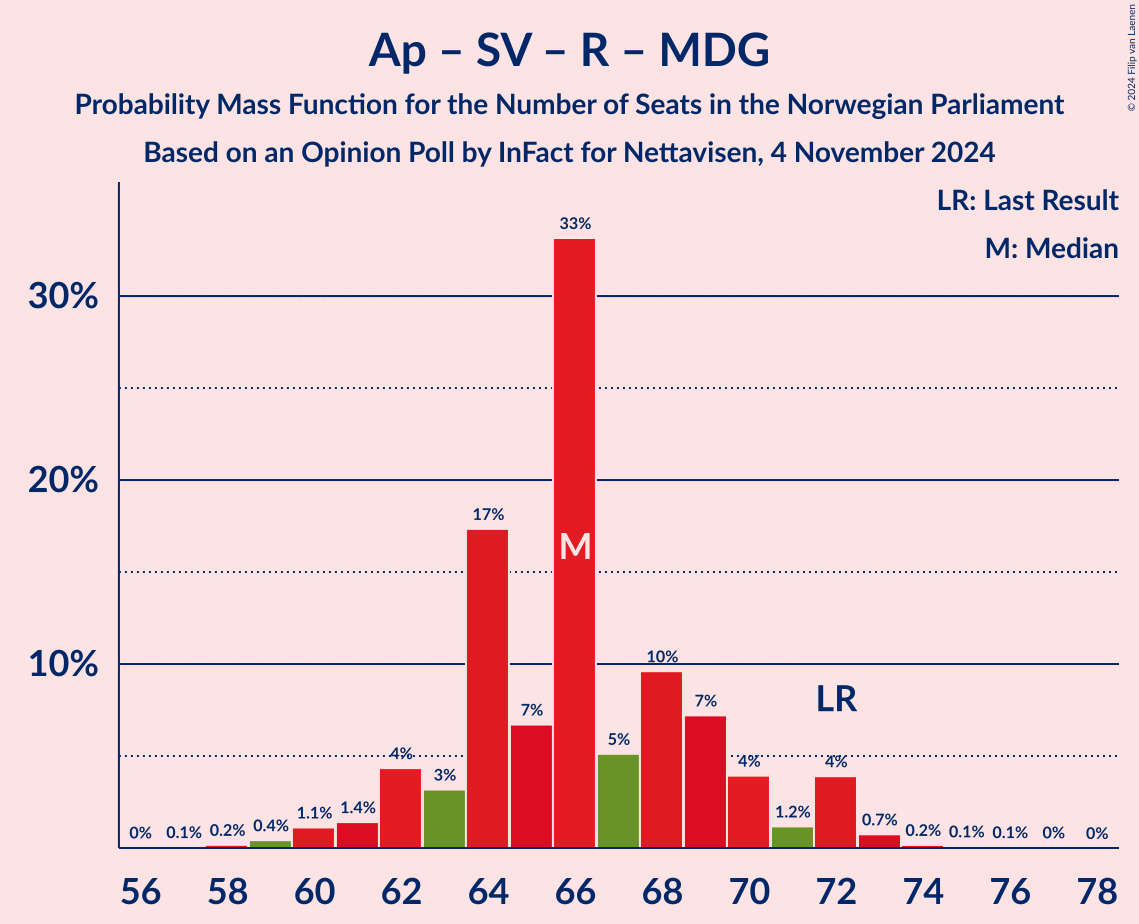 Ap – SV – R – MDG
Probability Mass Function for the Number of Seats in the Norwegian Parliament
Based on an Opinion Poll by InFact for Nettavisen, 4 November 2024
© 2024 Filip van Laenen
LR: Last Result
M: Median
30%
20%
10%
0%
0.1%
0.2%
0.4%
1.1%
1.4%
4%
3%
17%
7%
33%
5%
10%
7%
4%
1.2%
4%
0.7%
0.2%
0.1%
0.1%
0%
0%
M
LR
56 58 60 62 64 66 68 70 72 74 76 78